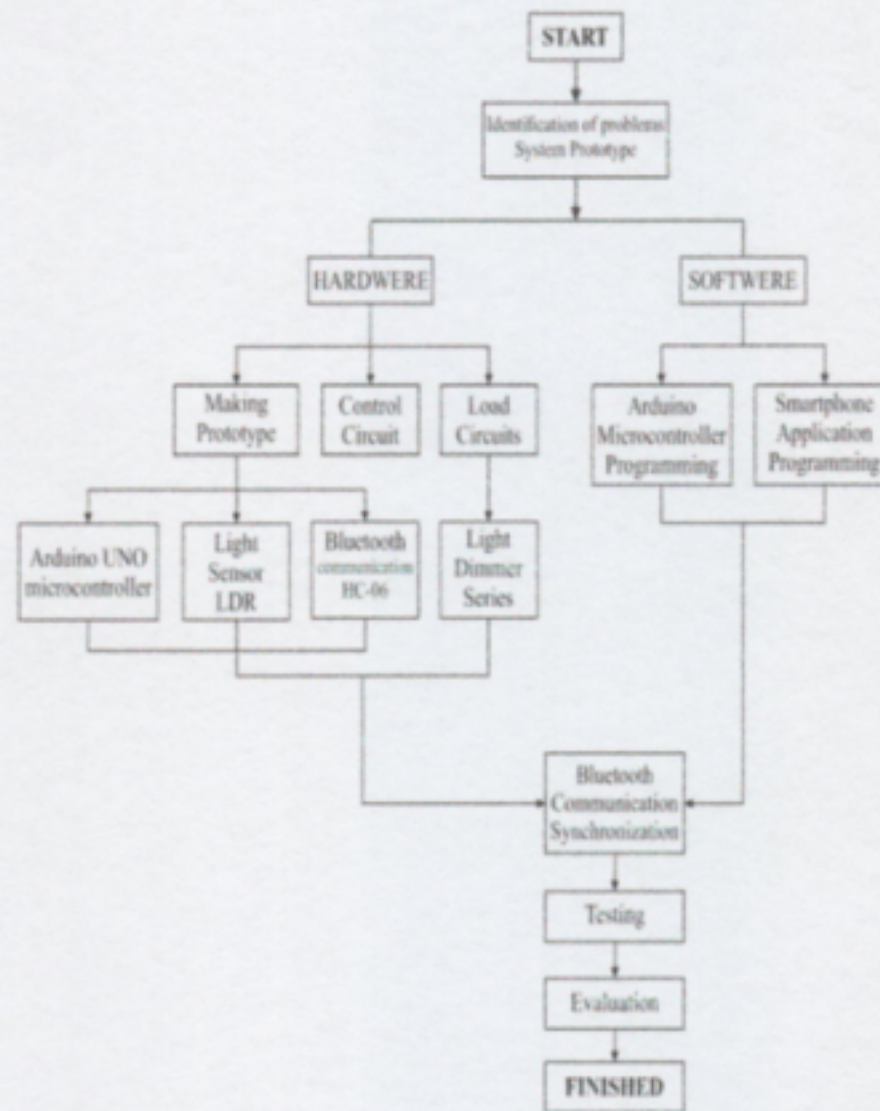 START
Identification of problems
System Prototype
HARDWERE
SOFTWERE
Making
Prototype
Control
Circuit
Load
Circuits
Arduino
Microcontroller
Programming
Smartphone
Application
Programming
Arduino UNO
microcontroller
Light
Sensor
LDR
Bluetooth
communication
HC-06
Light
Dimmer
Series
Bluetooth
Communication
Synchronization
Testing
Evaluation
FINISHED